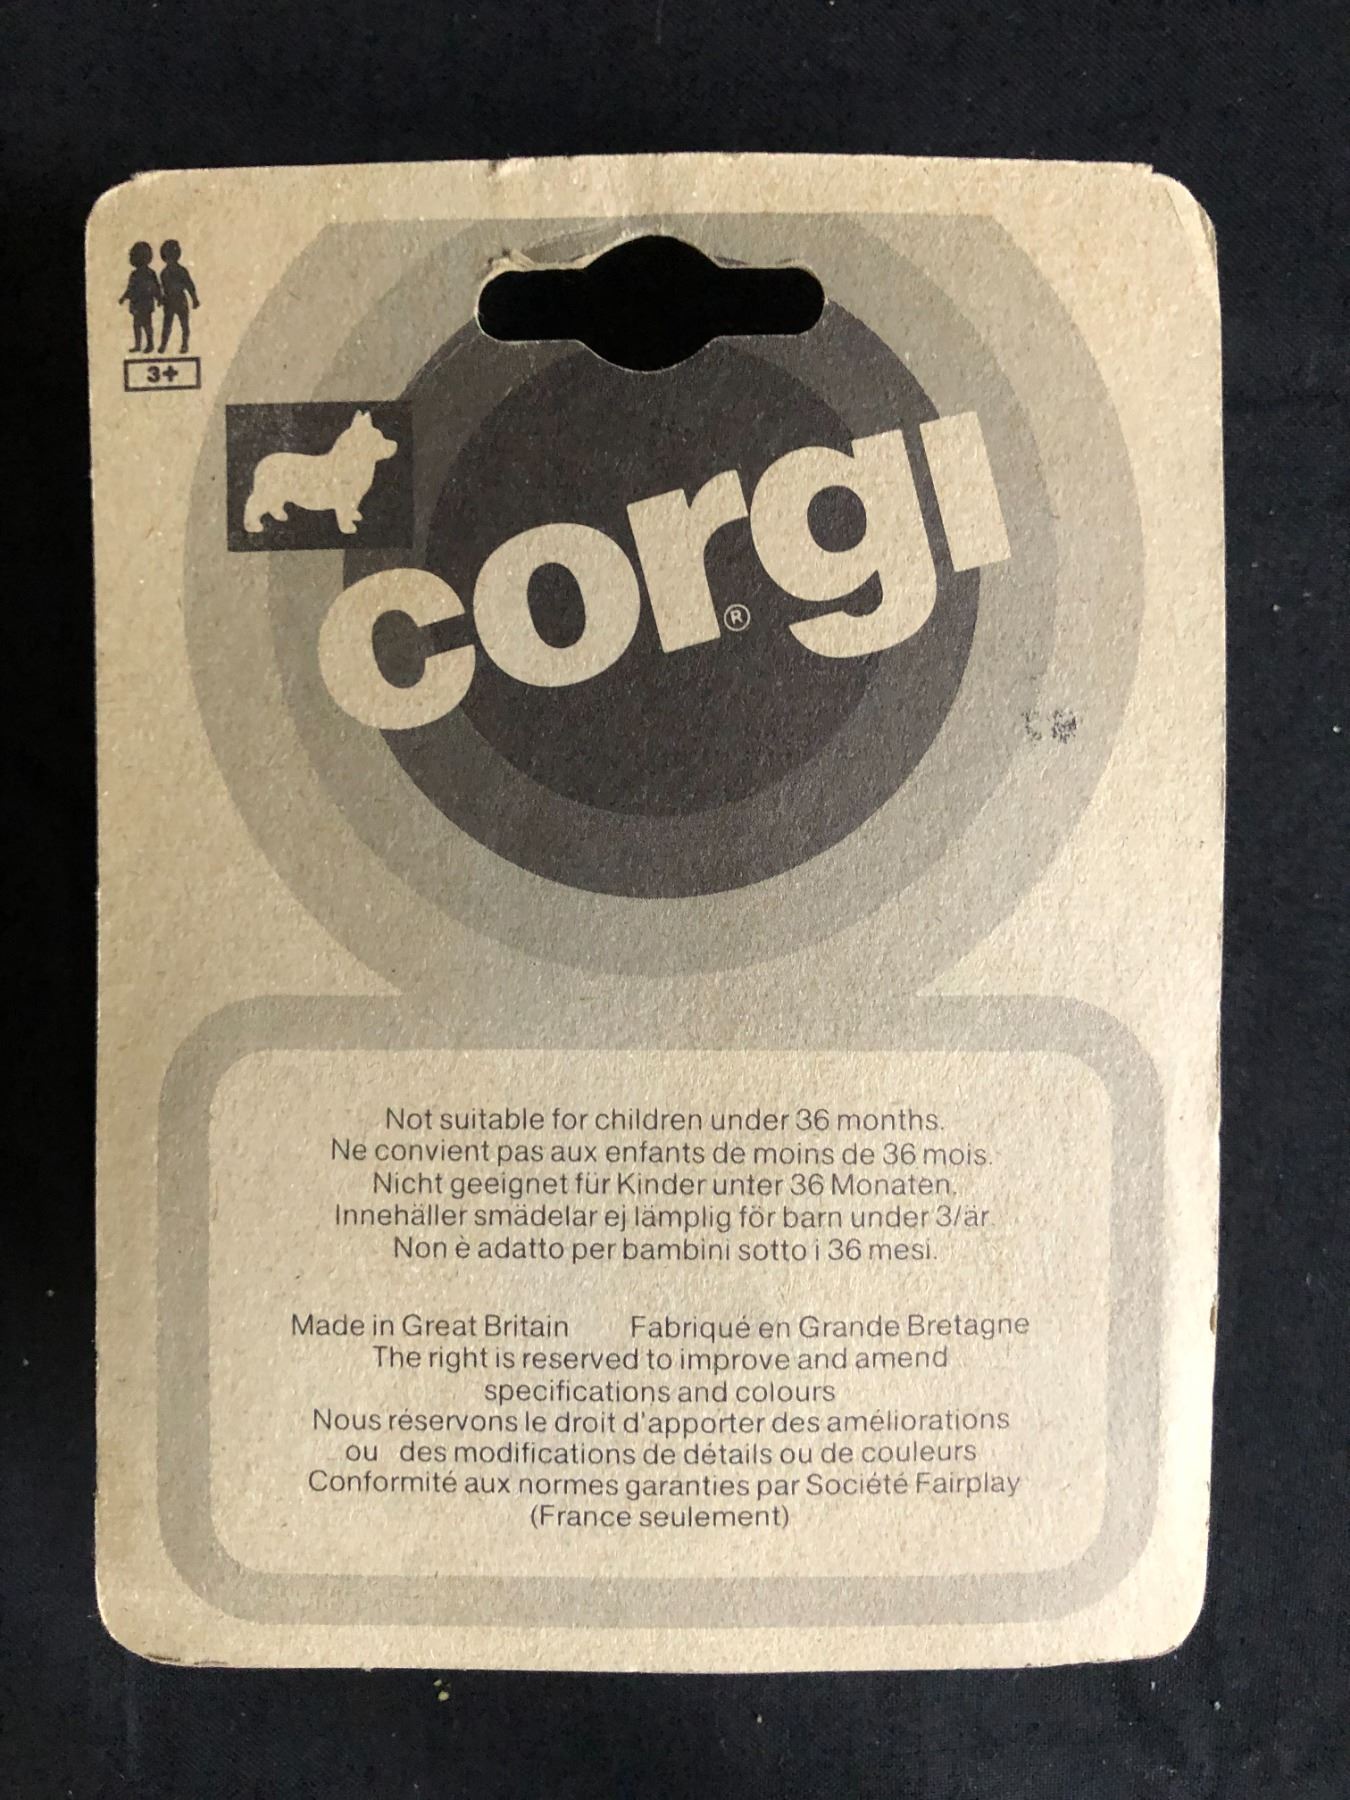 3+
corgi
®
Not suitable for children under 36 months.
Ne convient pas aux enfants de moins de 36 mois.
Nicht geeignet für Kinder unter 36 Monaten.
Innehäller smädelar ej lämplig för barn under 3/är.
Non è adatto per bambini sotto i 36 mesi.
Made in Great Britain Fabriqué en Grande Bretagne
The right is reserved to improve and amend
specifications and colours
Nous réservons le droit d'apporter des améliorations
ou des modifications de détails ou de couleurs
Conformité aux normes garanties par Société Fairplay
(France seulement)